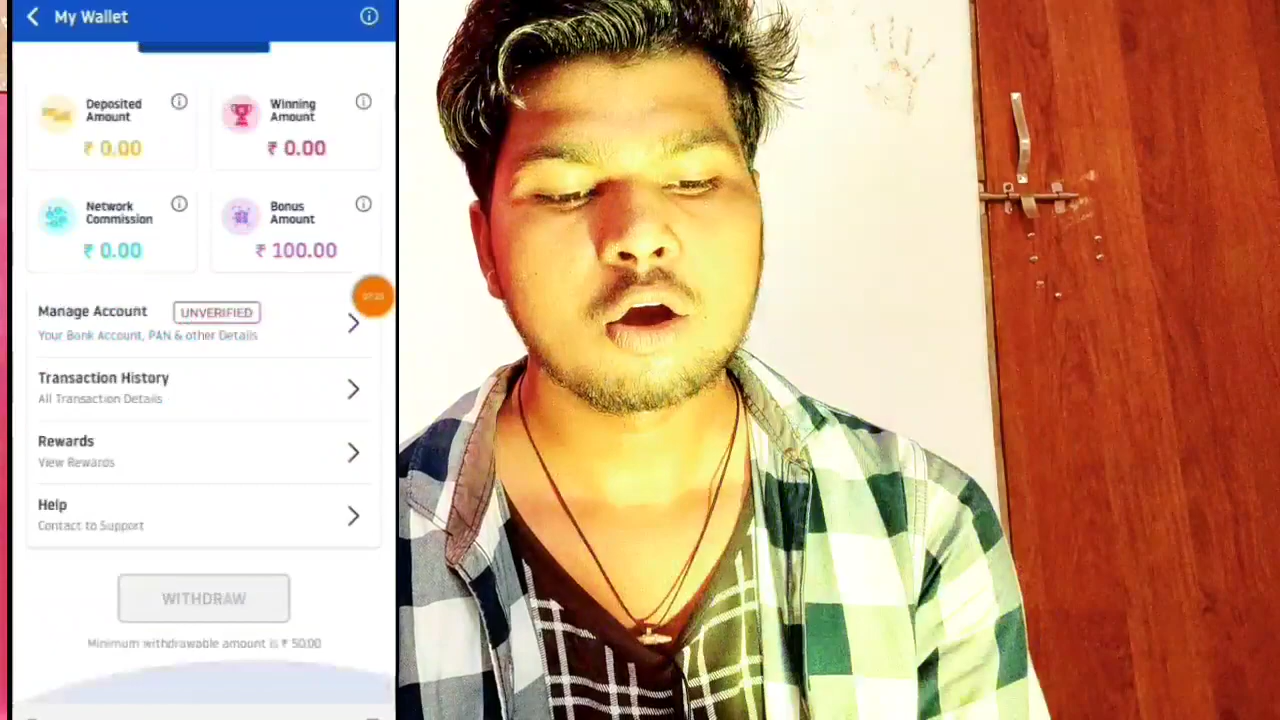 My Wallet
Deposited
Amount
₹ 0.00
Winning
Amount
₹ 0.00
Network
Commission
₹ 0.00
Bonus
Amount
₹ 100.00
Manage Account
UNVERIFIED
Your Bank Account, PAN & other Details
Transaction History
All Transaction Details
Rewards
View Rewards
Help
Contact to Support
WITHDRAW
Minimum withdrawable amount is ₹ 50.00